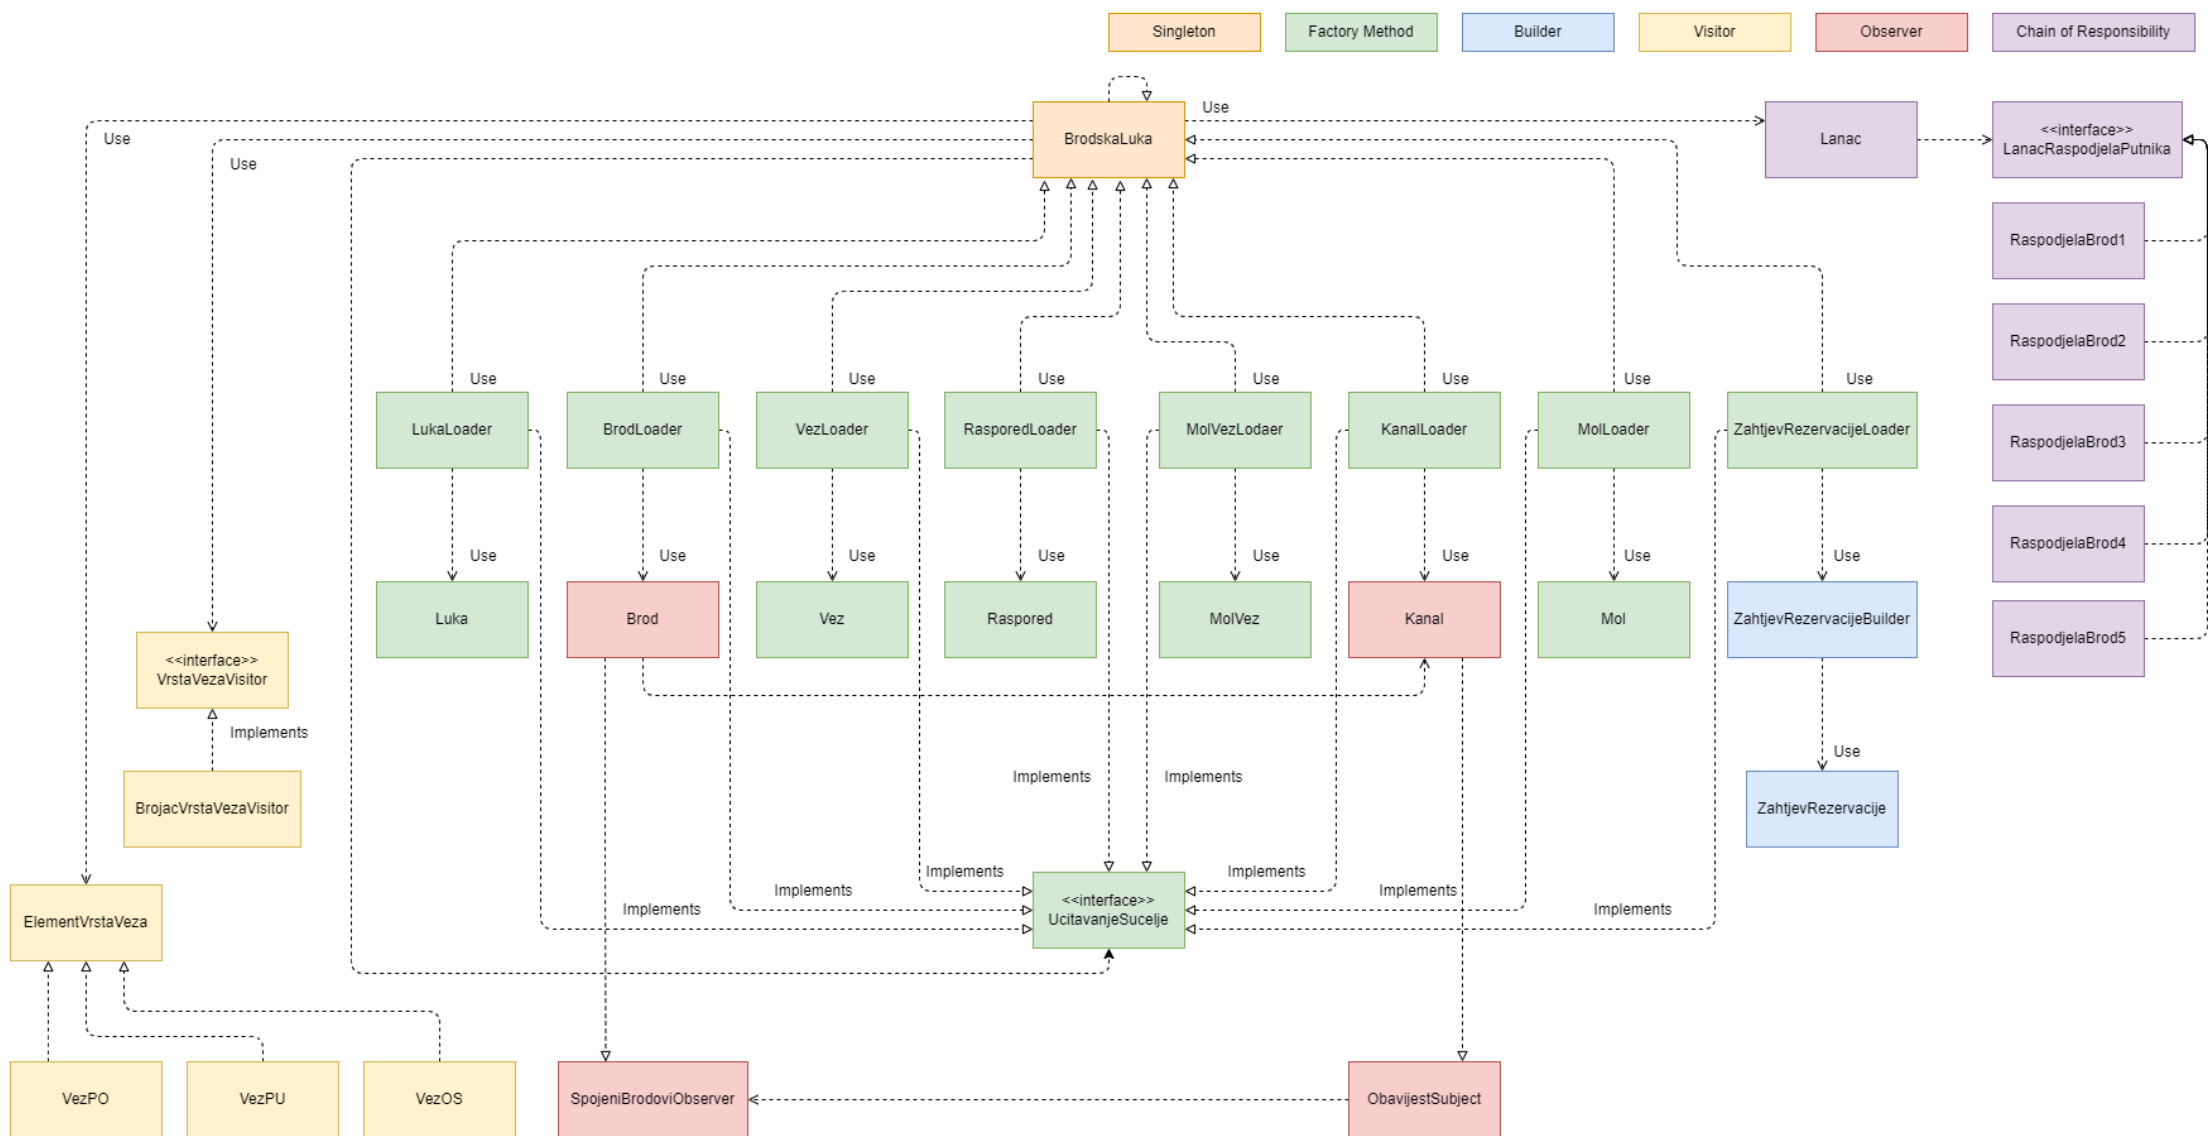 Singleton
Factory Method
Builder
Visitor
Observer
Chain of Responsibility
Use
Use
Use
BrodskaLuka
Lanac
<<interface>>
LanacRaspodjelaPutnika
RaspodjelaBrod1
RaspodjelaBrod2
RaspodjelaBrod3
RaspodjelaBrod4
RaspodjelaBrod5
Use
Use
Use
Use
Use
Use
Use
Use
LukaLoader
BrodLoader
VezLoader
RasporedLoader
MolVezLodaer
KanalLoader
MolLoader
ZahtjevRezervacijeLoader
Use
Use
Use
Use
Use
Use
Use
Use
Luka
Brod
Vez
Raspored
MolVez
Kanal
Mol
ZahtjevRezervacijeBuilder
<<interface>>
VrstaVezaVisitor
Implements
BrojacVrstaVezaVisitor
Use
ZahtjevRezervacije
Implements
Implements
Implements
Implements
Implements
Implements
Implements
Implements
<<interface>>
UcitavanjeSucelje
ElementVrstaVeza
VezPO
VezPU
VezOS
SpojeniBrodoviObserver
ObavijestSubject